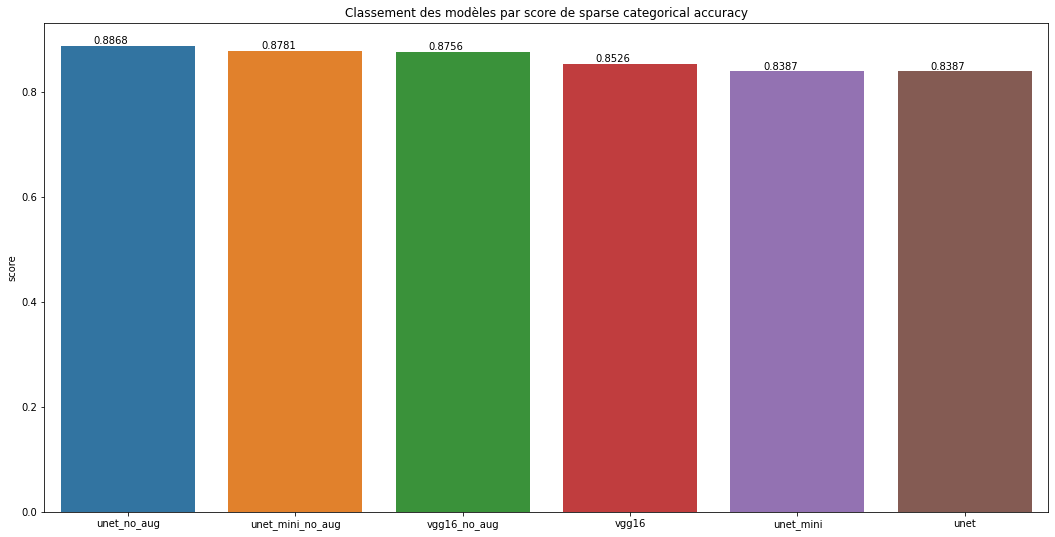 Classement des modèles par score de sparse categorical accuracy
0.8868 0.8781 0.8756 0.8526 0.8387 0.8387
0.8
0.6
0.4
0.2
0.0
score
unet_no_aug unet_mini_no_aug vgg16_no_aug vgg16 unet_mini unet